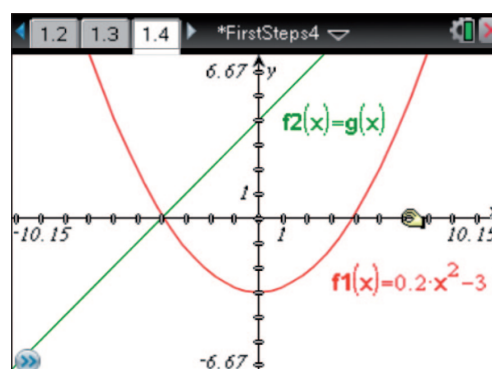 1.2 1.3 1.4 *FirstSteps4
6.67 y
f2(x)=g(x)
1
-10.15 1 10.15
f1(x)=0.2·x²-3
-6.67